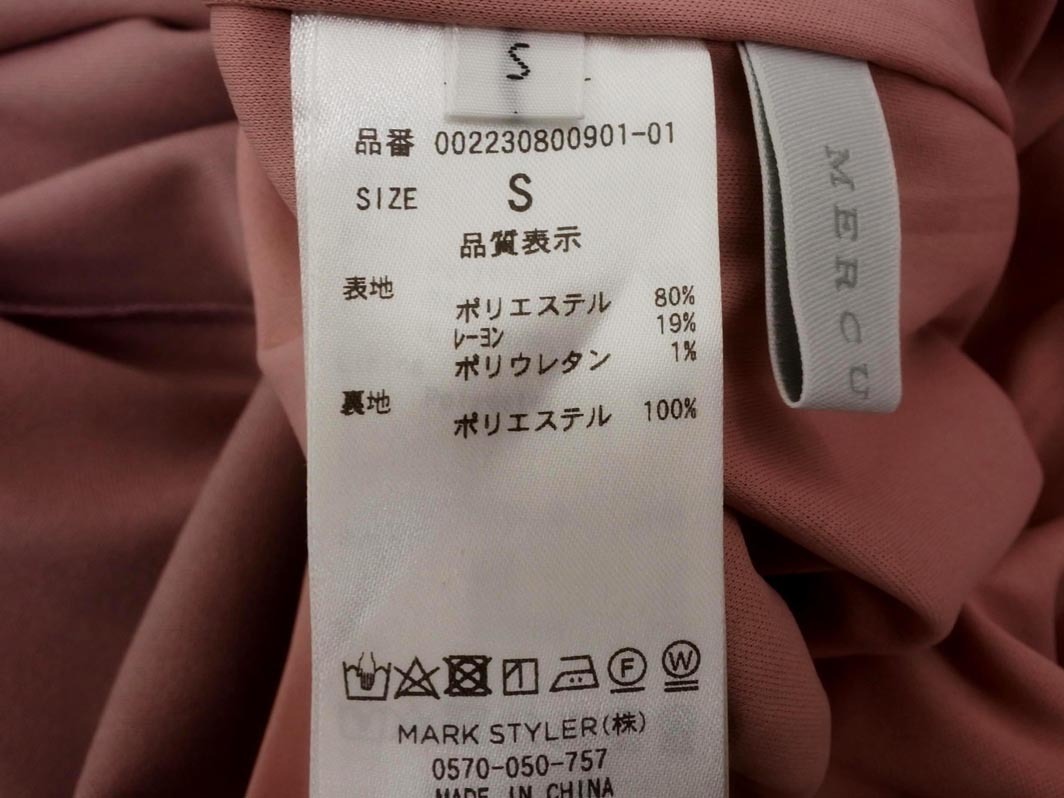 S
品番 002230800901-01
SIZE S
品質表示
表地
ポリエステル 80%
レーヨン 19%
ポリウレタン 1%
裏地
ポリエステル 100%
F W
MARK STYLER(株)
0570-050-757
MADE IN CHINA
MERCU